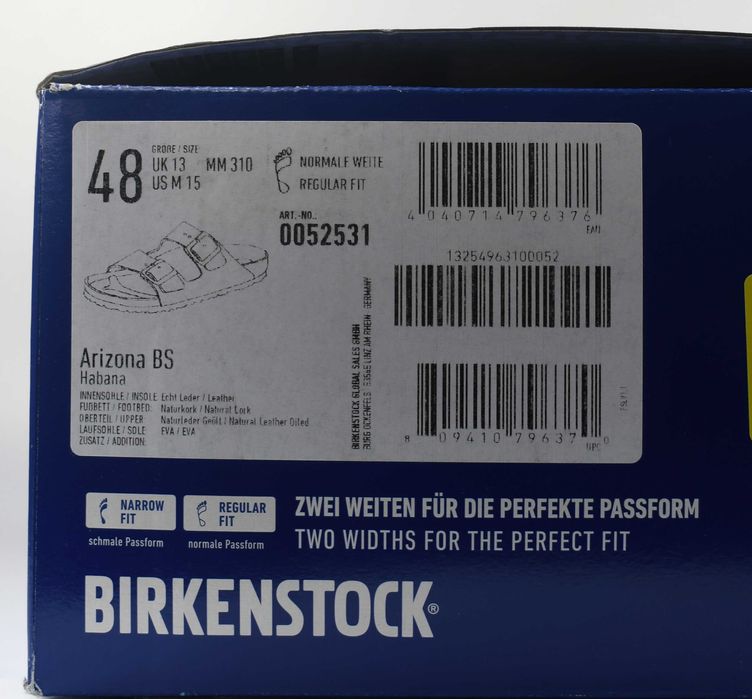 48
GRÖßE / SIZE
UK 13 MM 310
US M 15
NORMALE WEITE
REGULAR FIT
ART.-NO..
0052531
4 040714 796376
EAN
13254963100052
8 09410 79637 0
UPC
Arizona BS
Habana
INNENSOHLE / INSOLE Echt Leder / Leather
FUßBETT / FOOTBED: Naturkork / Natural Cork
OBERTEIL / UPPER Naturleder Geölt / Natural Leather Oiled
LAUFSOHLE / SOLE EVA / EVA
ZUSATZ / ADDITION:
BIRKENSTOCK GLOBAL SALES GMBH
BURG OCKENFELS 53545 LINZ AM RHEIN GERMANY
NARROW FIT
schmale Passform
REGULAR FIT
normale Passform
ZWEI WEITEN FÜR DIE PERFEKTE PASSFORM
TWO WIDTHS FOR THE PERFECT FIT
BIRKENSTOCK®